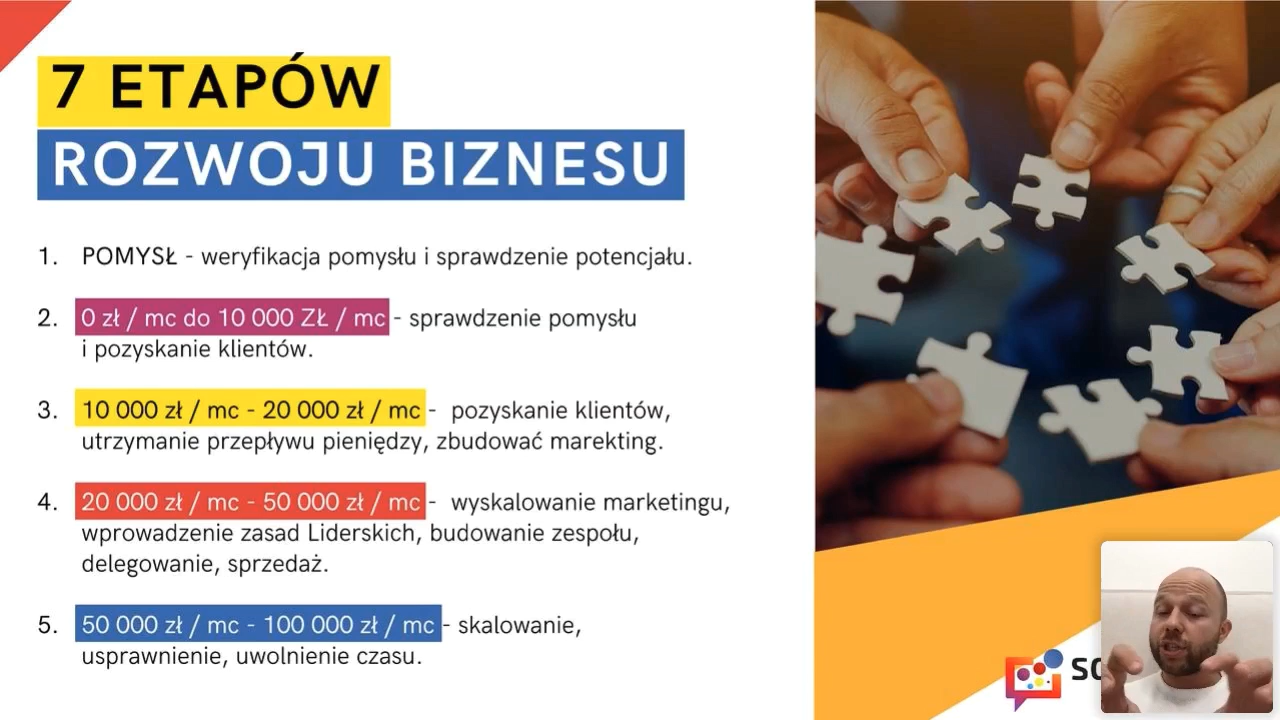 7 ETAPÓW
ROZWOJU BIZNESU
1. POMYSŁ - weryfikacja pomysłu i sprawdzenie potencjału.
2. 0 zł / mc do 10 000 ZŁ / mc - sprawdzenie pomysłu
i pozyskanie klientów.
3. 10 000 zł / mc - 20 000 zł / mc - pozyskanie klientów,
utrzymanie przepływu pieniędzy, zbudować marekting.
4. 20 000 zł / mc - 50 000 zł / mc - wyskalowanie marketingu,
wprowadzenie zasad Liderskich, budowanie zespołu,
delegowanie, sprzedaż.
5. 50 000 zł / mc - 100 000 zł / mc - skalowanie,
usprawnienie, uwolnienie czasu.